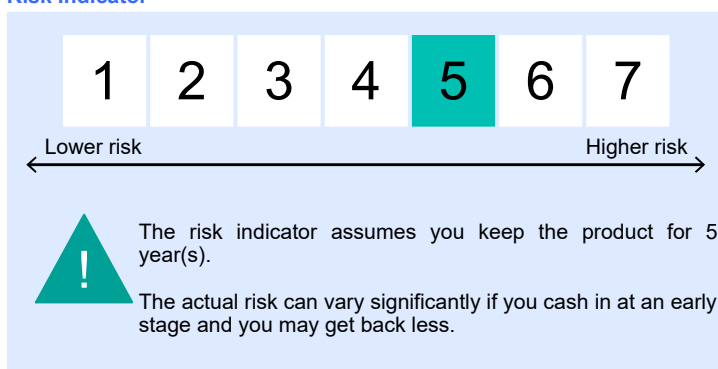 Risk Indicator
1 2 3 4 5 6 7
Lower risk Higher risk
!
The risk indicator assumes you keep the product for 5
year(s).
The actual risk can vary significantly if you cash in at an early
stage and you may get back less.